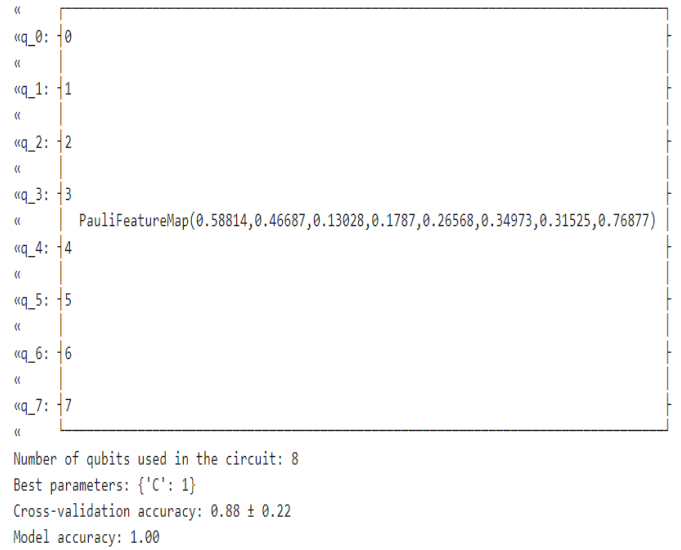 «
«q_0: ┤0
«
«q_1: ┤1
«
«q_2: ┤2
«
«q_3: ┤3
« PauliFeatureMap(0.58814,0.46687,0.13028,0.1787,0.26568,0.34973,0.31525,0.76877)
«q_4: ┤4
«
«q_5: ┤5
«
«q_6: ┤6
«
«q_7: ┤7
«
Number of qubits used in the circuit: 8
Best parameters: {'C': 1}
Cross-validation accuracy: 0.88 ± 0.22
Model accuracy: 1.00